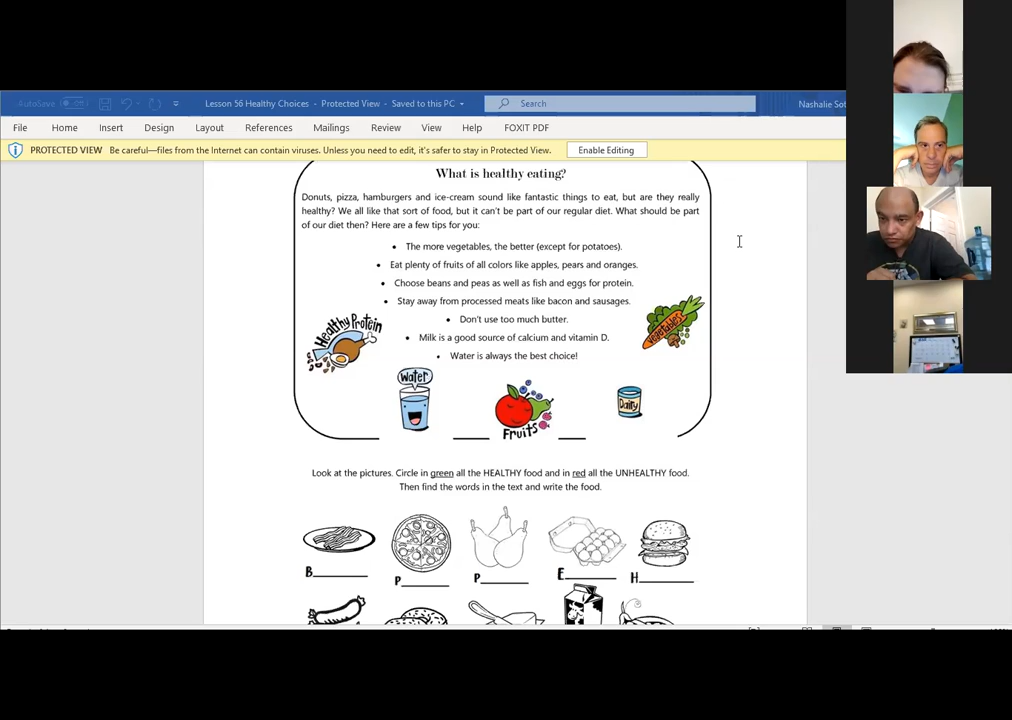 AutoSave
Lesson 56 Healthy Choices - Protected View - Saved to this PC
Search
Nashalie Sot
File Home Insert Design Layout References Mailings Review View Help FOXIT PDF
PROTECTED VIEW Be careful—files from the Internet can contain viruses. Unless you need to edit, it's safer to stay in Protected View. Enable Editing
What is healthy eating?
Donuts, pizza, hamburgers and ice-cream sound like fantastic things to eat, but are they really
healthy? We all like that sort of food, but it can't be part of our regular diet. What should be part
of our diet then? Here are a few tips for you:
• The more vegetables, the better (except for potatoes).
• Eat plenty of fruits of all colors like apples, pears and oranges.
• Choose beans and peas as well as fish and eggs for protein.
• Stay away from processed meats like bacon and sausages.
• Don't use too much butter.
• Milk is a good source of calcium and vitamin D.
• Water is always the best choice!
Healthy Protein
Vegetables
Water
Fruits
Dairy
Look at the pictures. Circle in green all the HEALTHY food and in red all the UNHEALTHY food.
Then find the words in the text and write the food.
B________ P________ P________ E________ H________